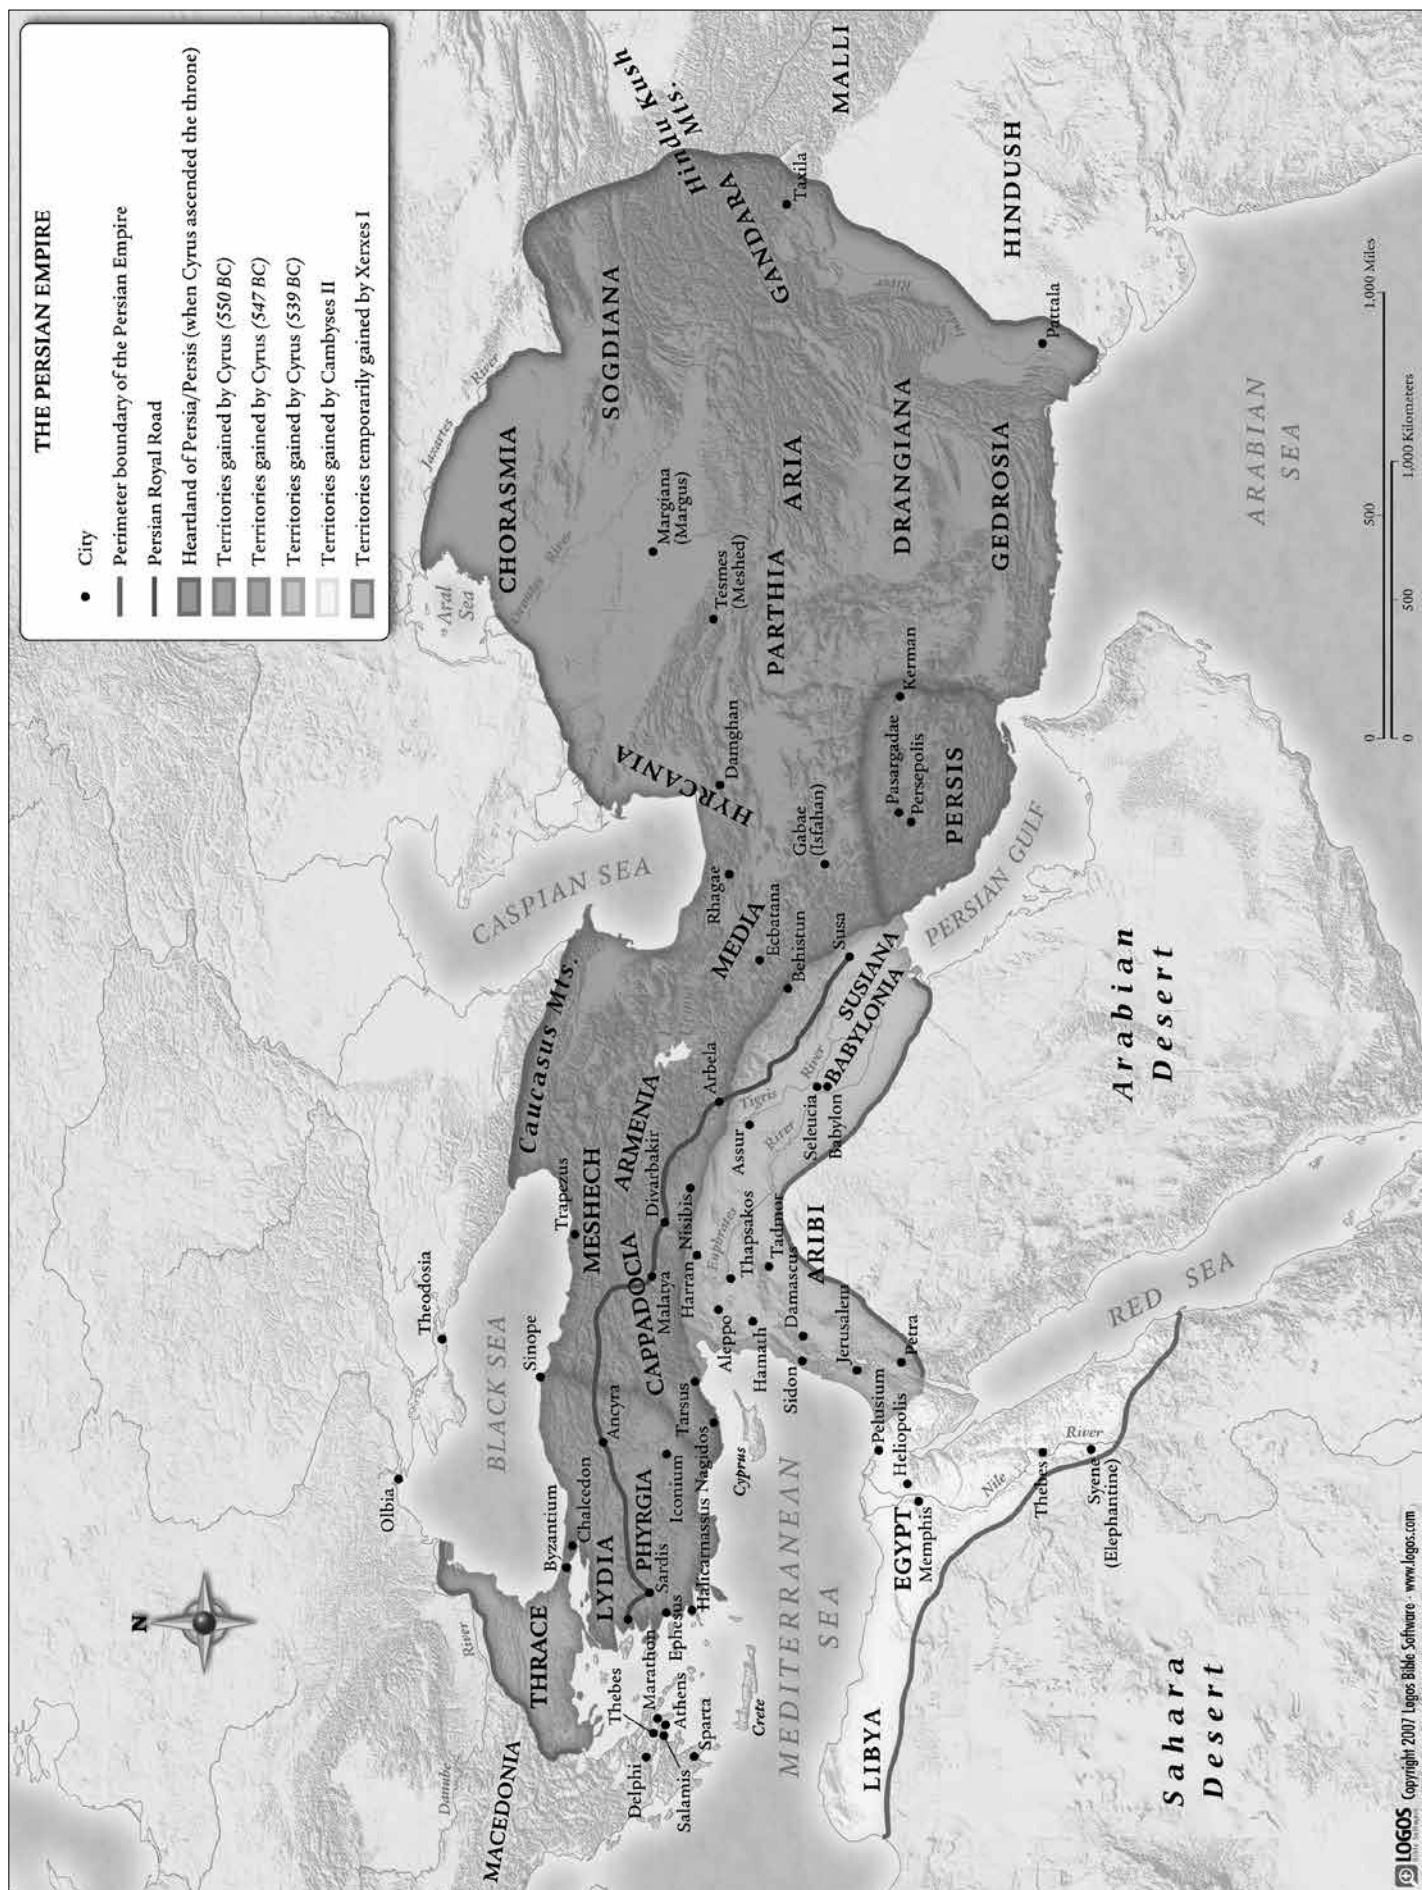 THE PERSIAN EMPIRE
City
Perimeter boundary of the Persian Empire
Persian Royal Road
Heartland of Persia/Persis (when Cyrus ascended the throne)
Territories gained by Cyrus (550 BC)
Territories gained by Cyrus (547 BC)
Territories gained by Cyrus (539 BC)
Territories gained by Cambyses II
Territories temporarily gained by Xerxes I
N
Olbia
Theodosia
BLACK SEA
Sinope
Trapezus
Caucasus Mts.
CASPIAN SEA
Aral
Sea
Jaxartes
River
CHORASMIA
River
SOGDIANA
Hindu Kush
Mts.
GANDARA
Taxila
MALLI
HINDUSH
River
Pattala
Margiana
(Margus)
Tesmes
(Meshed)
PARTHIA
ARIA
DRANGIANA
GEDROSIA
HYRCANIA
Damghan
Rhagae
MEDIA
Ecbatana
Behistun
Gabae
(Isfahan)
Kerman
Pasargadae
Persepolis
PERSIS
Susa
SUSIANA
BABYLONIA
PERSIAN GULF
Danube
River
MACEDONIA
THRACE
Byzantium
Chalcedon
LYDIA
PHYRGIA
Sardis
Ephesus
Halicarnassus
Nagidos
Iconium
Ancyra
Tarsus
CAPPADOCIA
Malatya
MESHECH
ARMENIA
Divarbakir
Nisibis
Harran
Arbela
Assur
Tigris
River
Euphrates
River
Seleucia
Babylon
Thapsakos
Tadmor
Aleppo
Hamath
Damascus
Sidon
ARIBI
Jerusalem
Petra
Thebes
Marathon
Athens
Delphi
Salamis
Sparta
Crete
Cyprus
MEDITERRANEAN
SEA
Pelusium
Heliopolis
EGYPT
Memphis
LIBYA
Nile
River
Thebes
Syene
(Elephantine)
RED SEA
Arabian
Desert
Sahara
Desert
ARABIAN
SEA
0
500
1,000 Miles
0
500
1,000 Kilometers
LOGOS
Copyright 2007 Logos Bible Software - www.logos.com